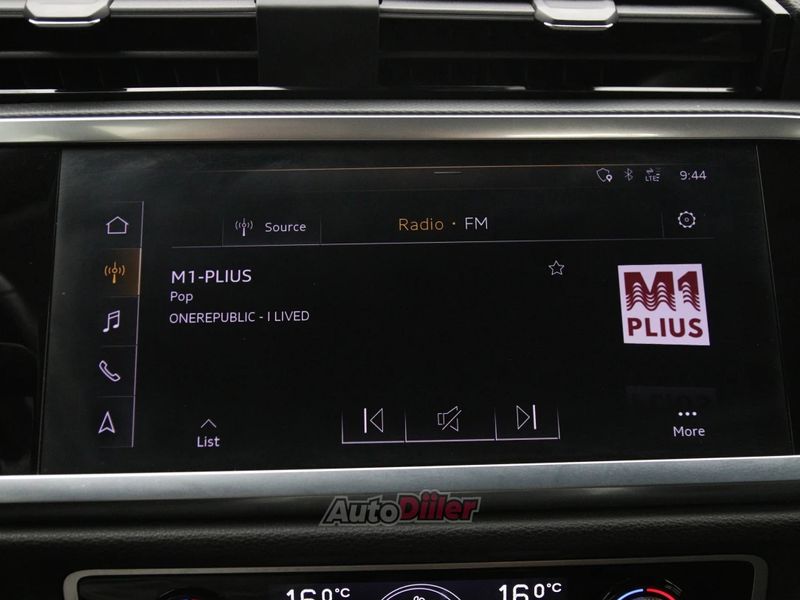 LTE 9:44
Source Radio • FM
M1-PLIUS
Pop
ONEREPUBLIC - I LIVED
M1
PLIUS
List
More
AutoDiiler
16.0°C 16.0°C